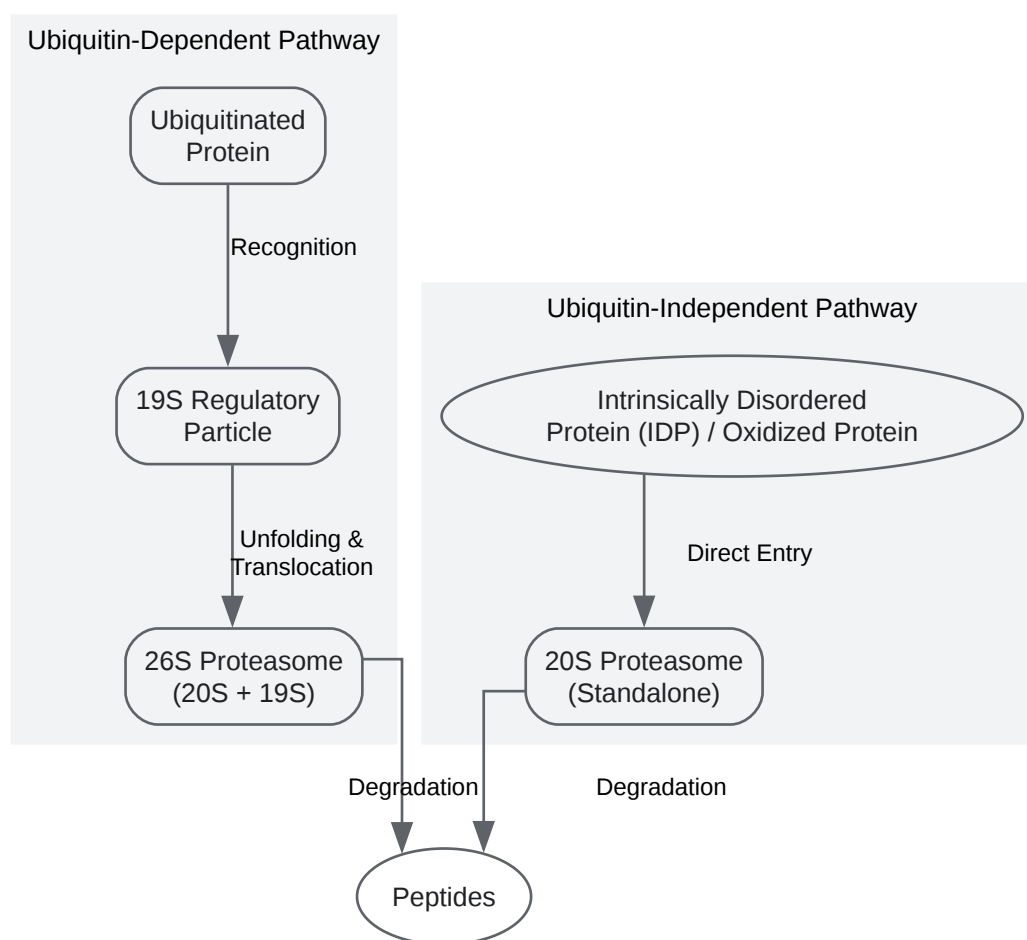 Ubiquitin-Dependent Pathway
Ubiquitinated
Protein
Recognition
19S Regulatory
Particle
Unfolding &
Translocation
26S Proteasome
(20S + 19S)
Degradation
Ubiquitin-Independent Pathway
Intrinsically Disordered
Protein (IDP) / Oxidized Protein
Direct Entry
20S Proteasome
(Standalone)
Degradation
Peptides